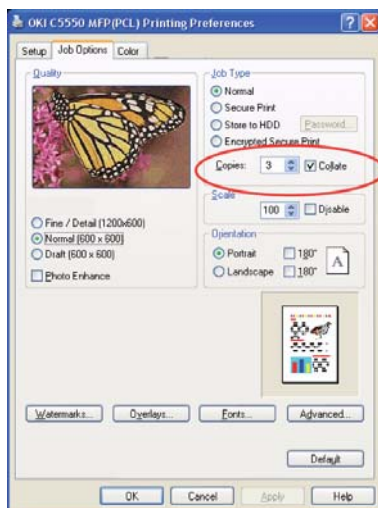 OKI C5550 MFP(PCL) Printing Preferences
Setup Job Options Color
Quality
Fine / Detail (1200x600)
Normal (600 x 600)
Draft (600 x 600)
Photo Enhance
Job Type
Normal
Secure Print
Store to HDD Password...
Encrypted Secure Print
Copies: 3 Collate
Scale
100 Disable
Orientation
Portrait 180°
Landscape 180°
A
Watermarks... Overlays... Fonts... Advanced...
Default
OK Cancel Apply Help